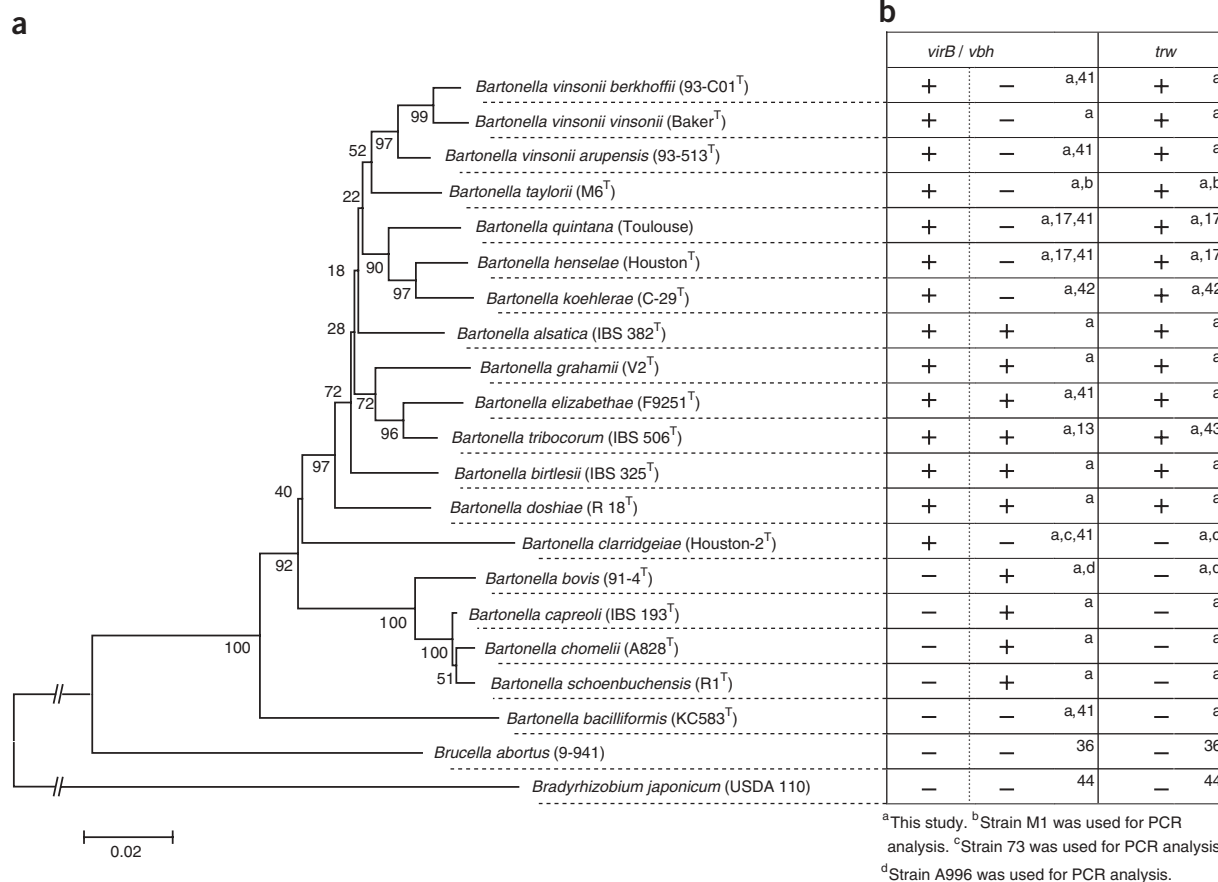 a
b
virB / vbh trw
Bartonella vinsonii berkhoffii (93-C01T) + − a,41 + a
Bartonella vinsonii vinsonii (BakerT) + − a + a
Bartonella vinsonii arupensis (93-513T) + − a,41 + a
Bartonella taylorii (M6T) + − a,b + a,b
Bartonella quintana (Toulouse) + − a,17,41 + a,17
Bartonella henselae (HoustonT) + − a,17,41 + a,17
Bartonella koehlerae (C-29T) + − a,42 + a,42
Bartonella alsatica (IBS 382T) + + a + a
Bartonella grahamii (V2T) + + a + a
Bartonella elizabethae (F9251T) + + a,41 + a
Bartonella tribocorum (IBS 506T) + + a,13 + a,43
Bartonella birtlesii (IBS 325T) + + a + a
Bartonella doshiae (R 18T) + + a + a
Bartonella clarridgeiae (Houston-2T) + − a,c,41 − a,c
Bartonella bovis (91-4T) − + a,d − a,d
Bartonella capreoli (IBS 193T) − + a − a
Bartonella chomelii (A828T) − + a − a
Bartonella schoenbuchensis (R1T) − + a − a
Bartonella bacilliformis (KC583T) − − a,41 − a
Brucella abortus (9-941) − − 36 − 36
Bradyrhizobium japonicum (USDA 110) − − 44 − 44
99
97
52
22
90
97
18
28
72
72
96
97
40
92
100
100
51
100
0.02
aThis study. bStrain M1 was used for PCR
analysis. cStrain 73 was used for PCR analysis
dStrain A996 was used for PCR analysis.